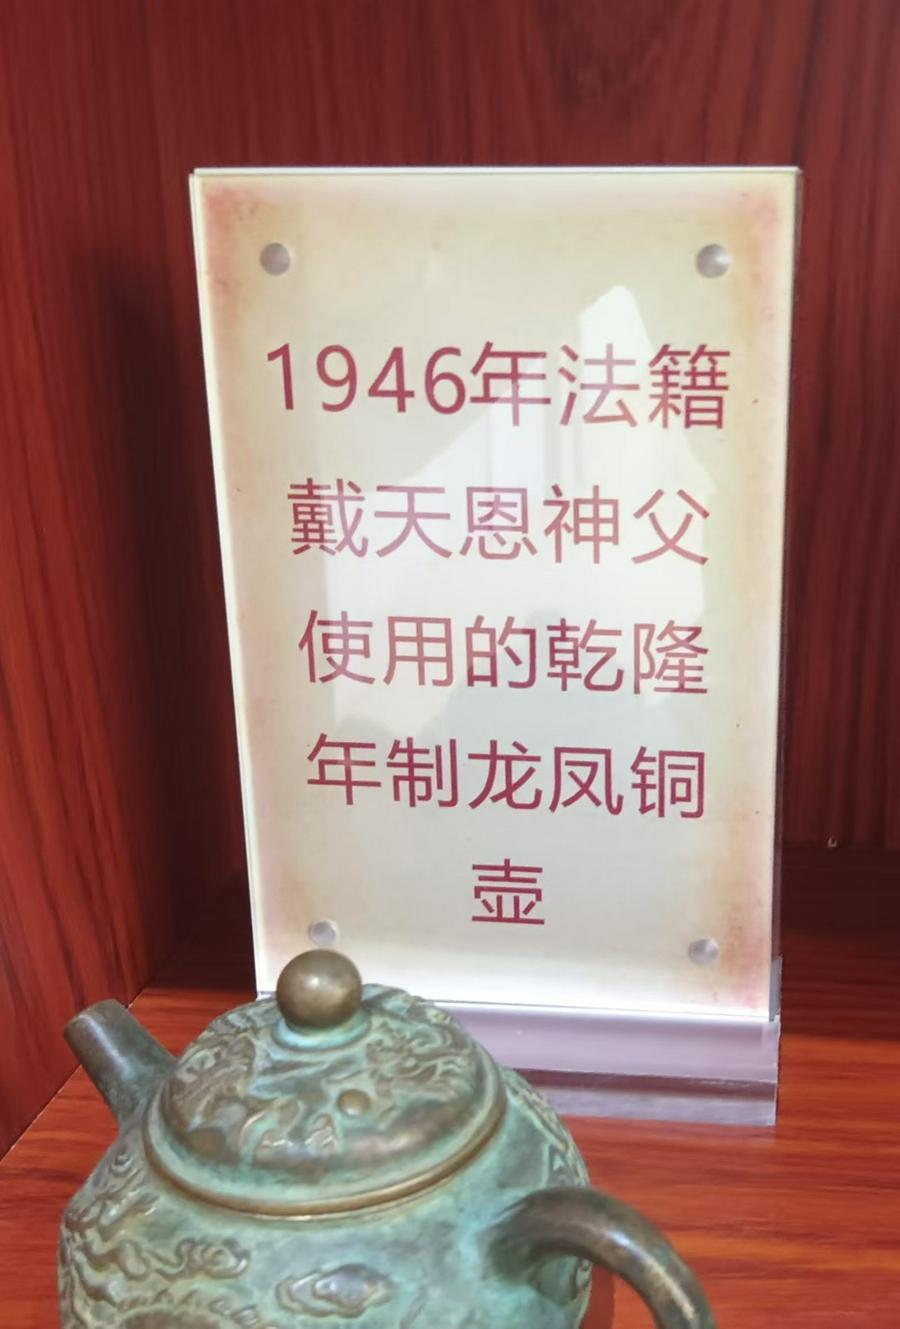 1946年法籍
戴天恩神父
使用的乾隆
年制龙凤铜
壶